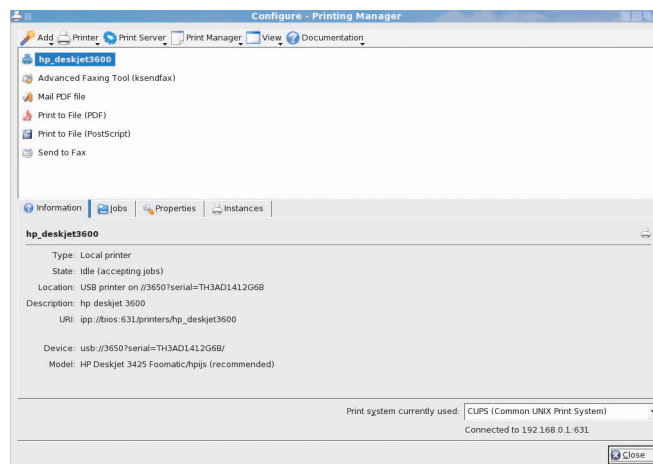 Configure - Printing Manager
Add Printer Print Server Print Manager View Documentation
hp_deskjet3600
Advanced Faxing Tool (ksendfax)
Mail PDF file
Print to File (PDF)
Print to File (PostScript)
Send to Fax
Information Jobs Properties Instances
hp_deskjet3600
Type: Local printer
State: Idle (accepting jobs)
Location: USB printer on //3650?serial=TH3AD1412G6B
Description: hp deskjet 3600
URI: ipp://bios:631/printers/hp_deskjet3600
Device: usb://3650?serial=TH3AD1412G6B/
Model: HP DeskJet 3425 Foomatic/hpijs (recommended)
Print system currently used: CUPS (Common UNIX Print System)
Connected to 192.168.0.1:631
Close